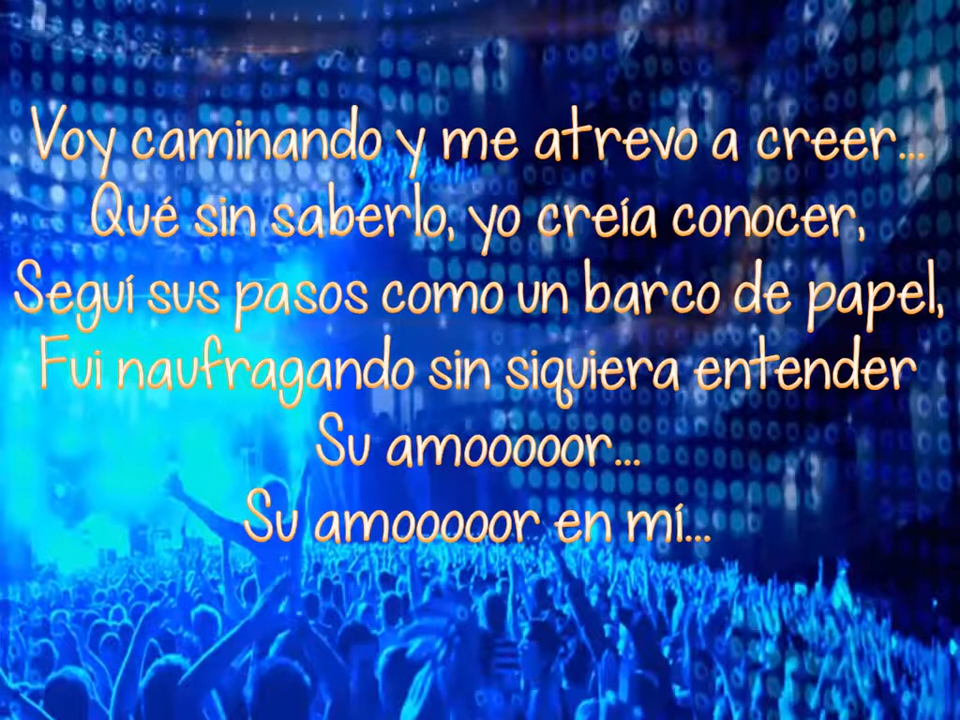 Voy caminando y me atrevo a creer...
Qué sin saberlo, yo creía conocer,
Seguí sus pasos como un barco de papel,
Fui naufragando sin siquiera entender
Su amooooor...
Su amooooor en mí...